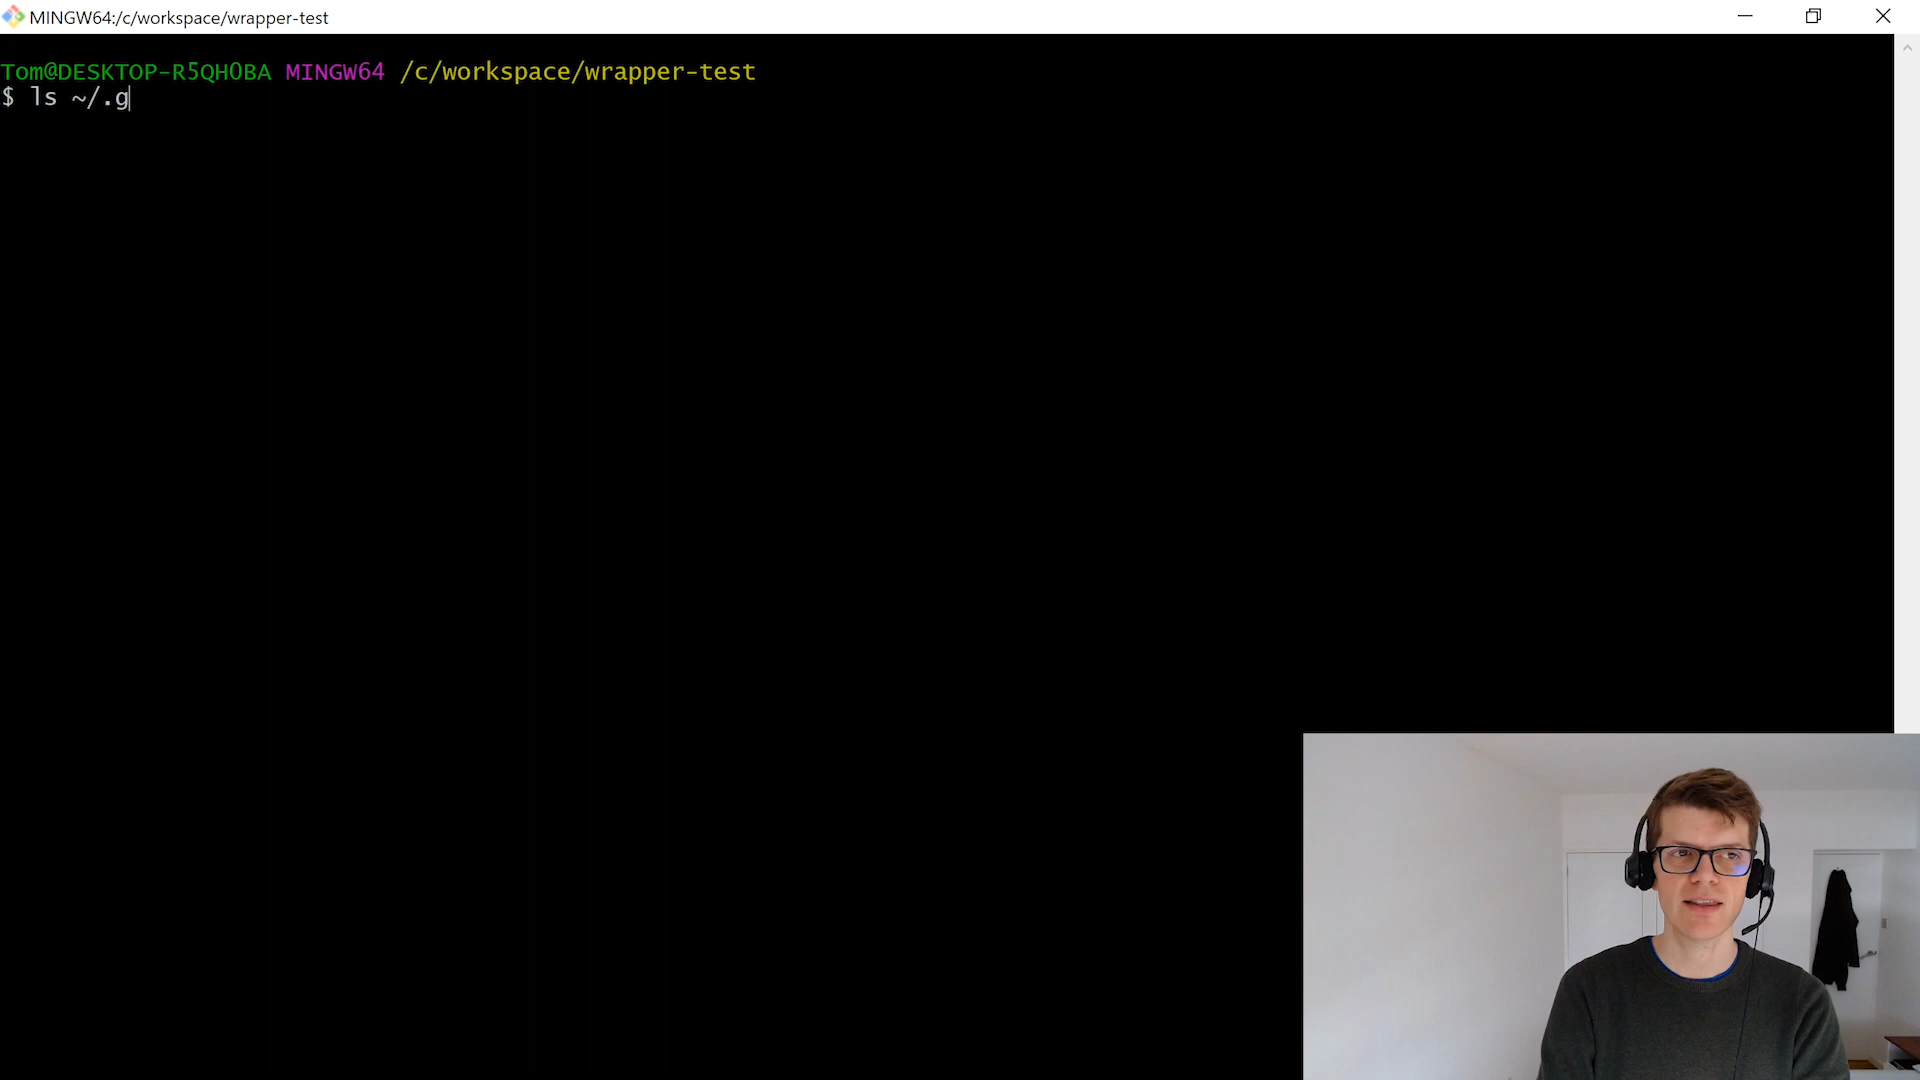 MINGW64:/c/workspace/wrapper-test
Tom@DESKTOP-R5QH0BA MINGW64 /c/workspace/wrapper-test
$ ls ~/.g